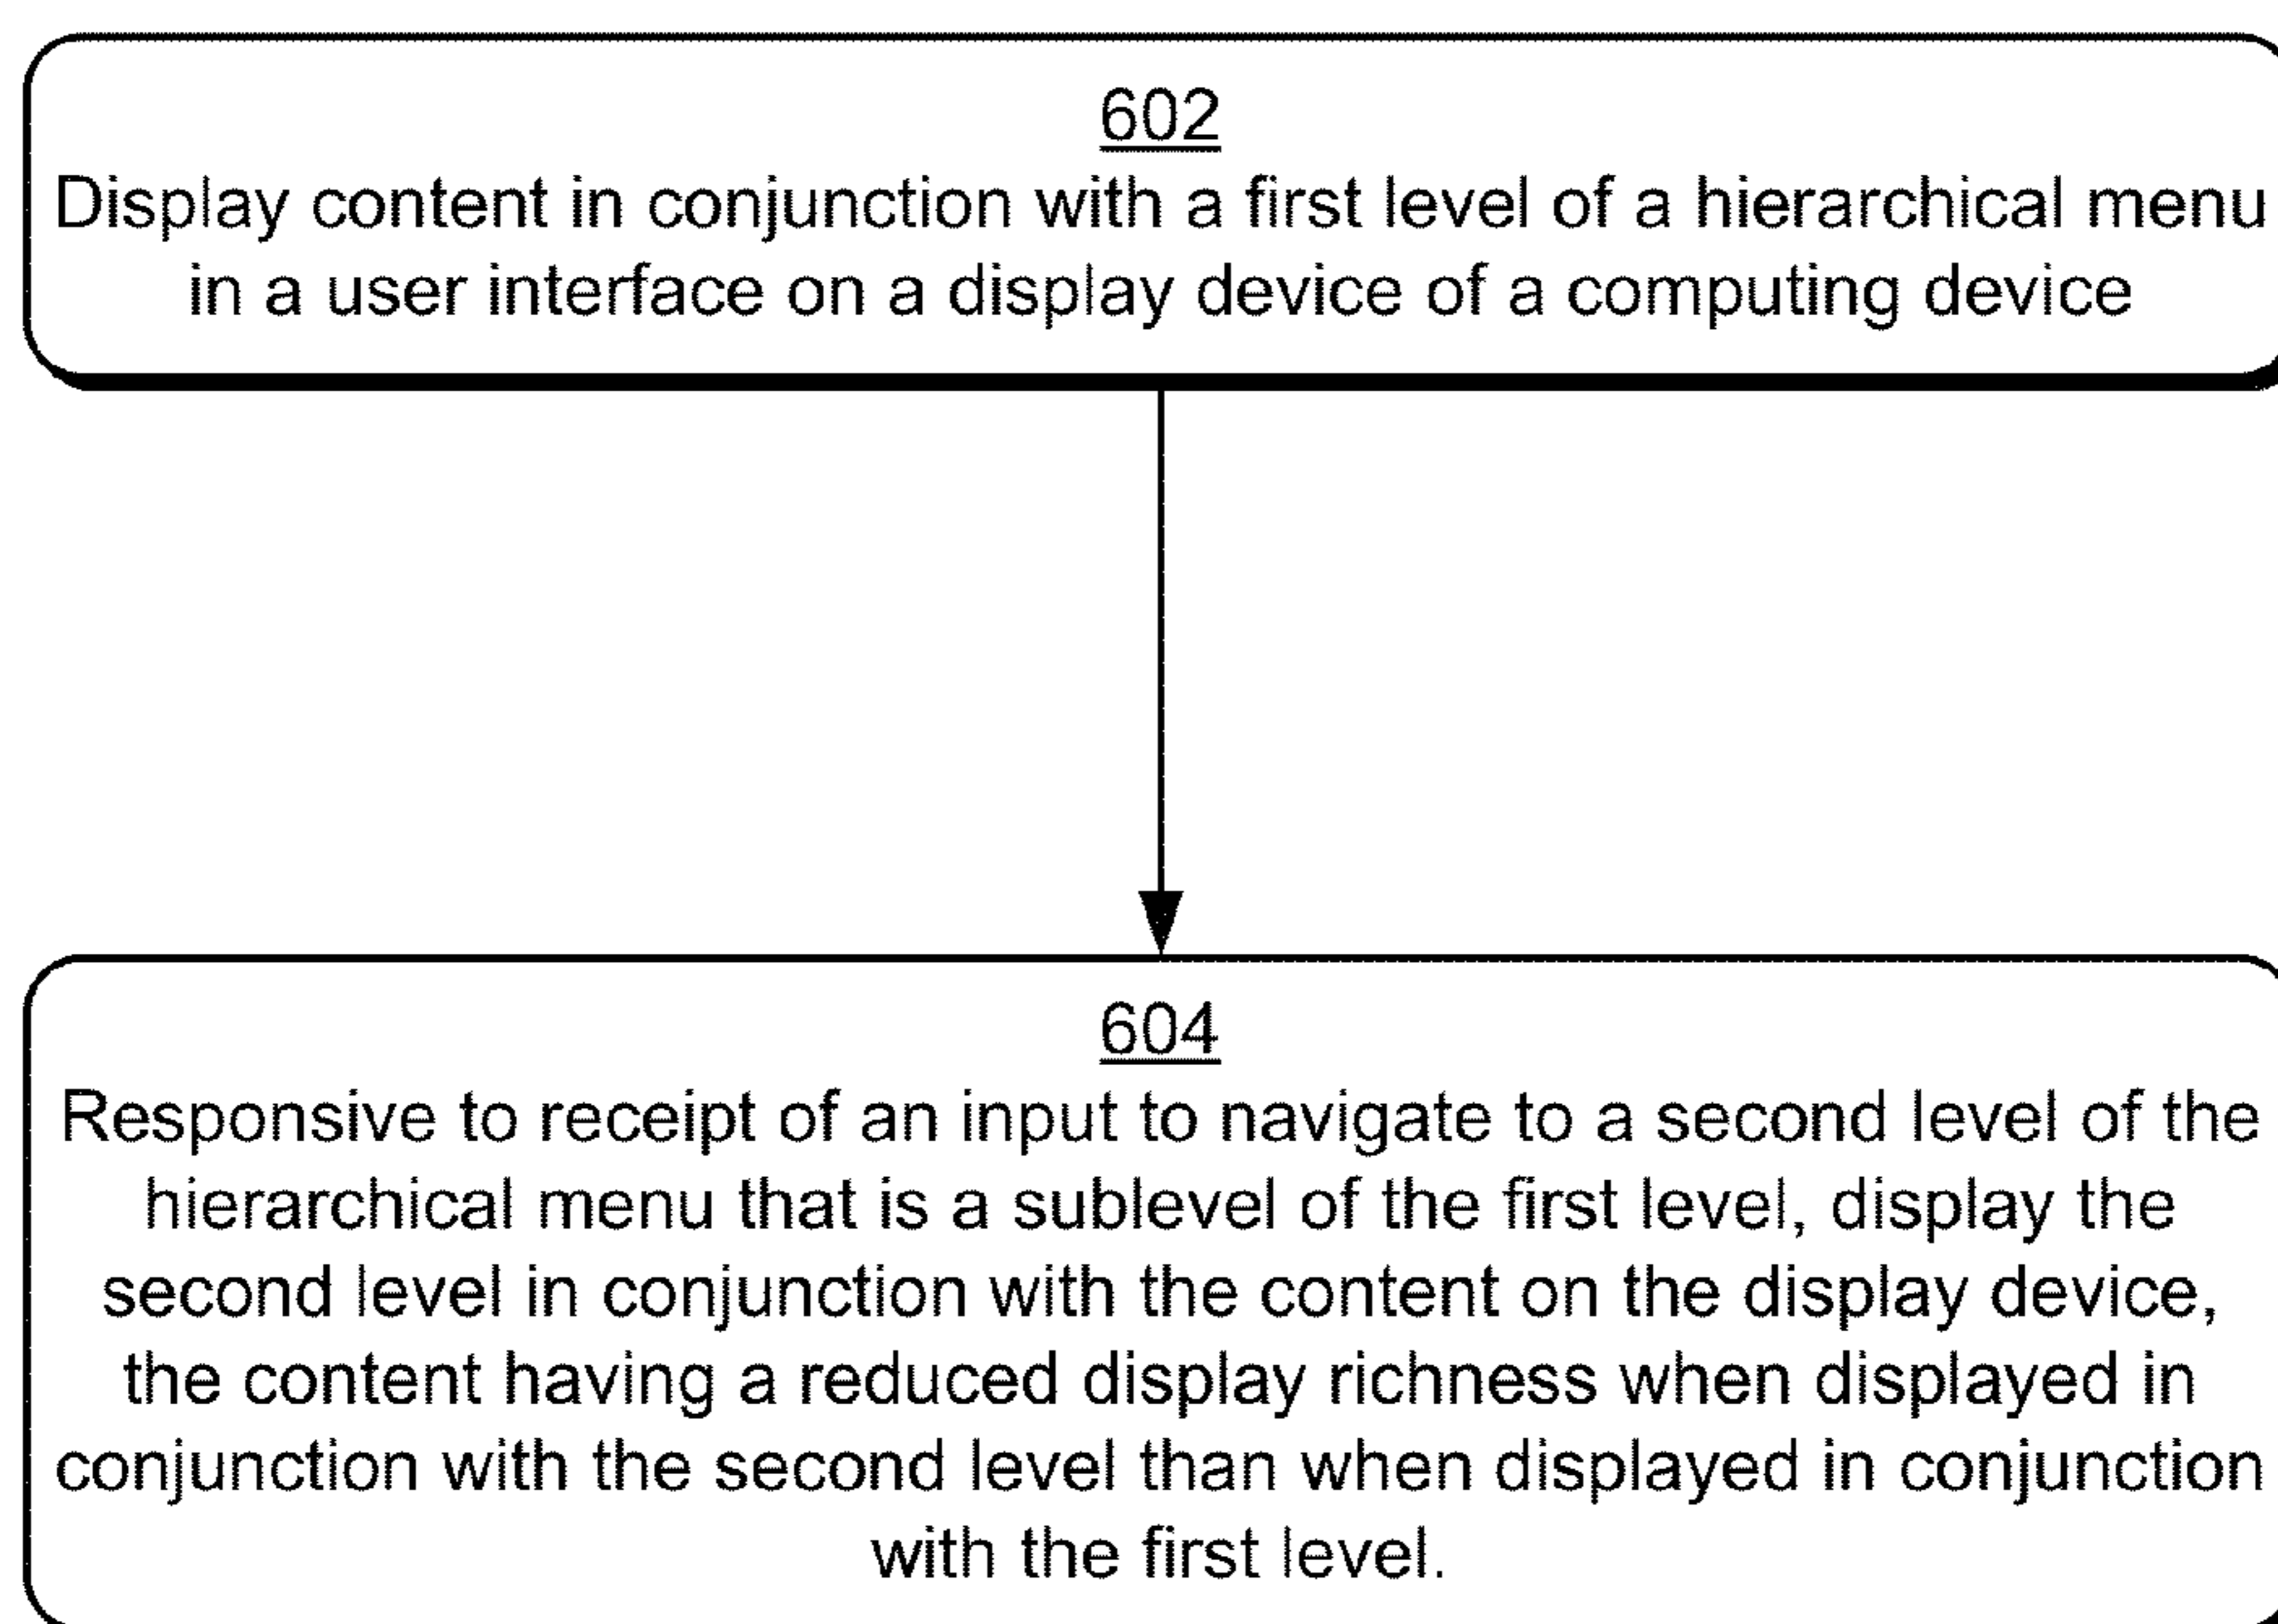 602
Display content in conjunction with a first level of a hierarchical menu
in a user interface on a display device of a computing device
604
Responsive to receipt of an input to navigate to a second level of the
hierarchical menu that is a sublevel of the first level, display the
second level in conjunction with the content on the display device,
the content having a reduced display richness when displayed in
conjunction with the second level than when displayed in conjunction
with the first level.